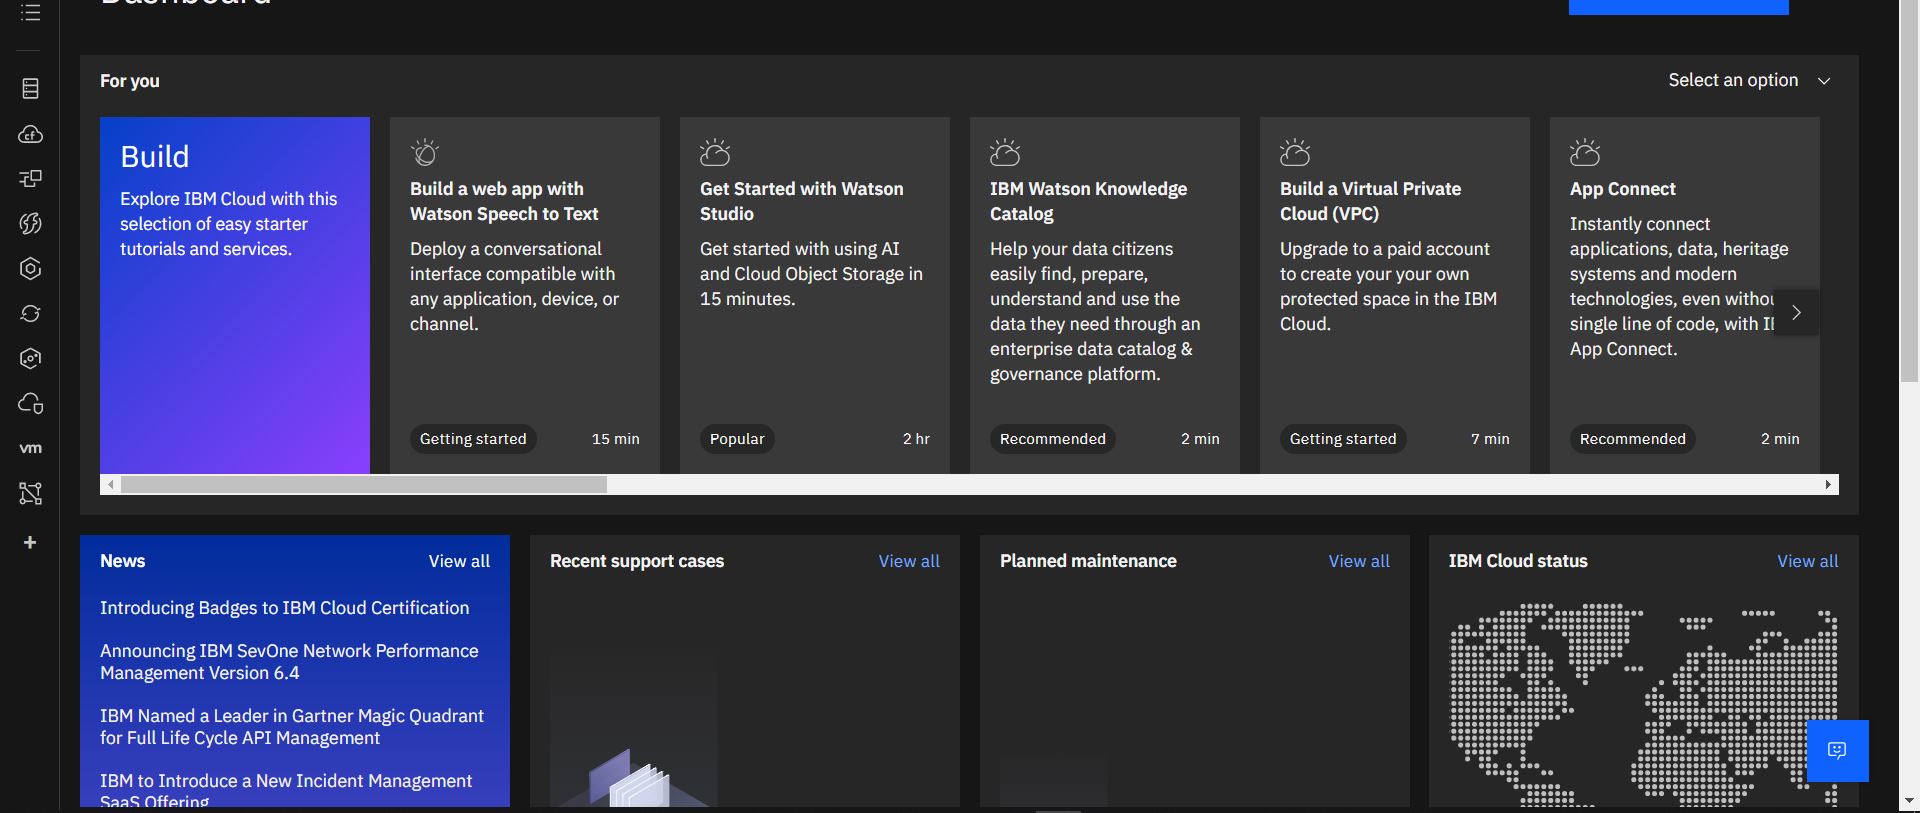 Dashboard
For you
Select an option
Build
Explore IBM Cloud with this
selection of easy starter
tutorials and services.
Build a web app with
Watson Speech to Text
Deploy a conversational
interface compatible with
any application, device, or
channel.
Getting started
15 min
Get Started with Watson
Studio
Get started with using AI
and Cloud Object Storage in
15 minutes.
Popular
2 hr
IBM Watson Knowledge
Catalog
Help your data citizens
easily find, prepare,
understand and use the
data they need through an
enterprise data catalog &
governance platform.
Recommended
2 min
Build a Virtual Private
Cloud (VPC)
Upgrade to a paid account
to create your your own
protected space in the IBM
Cloud.
Getting started
7 min
App Connect
Instantly connect
applications, data, heritage
systems and modern
technologies, even withou
single line of code, with I
App Connect.
Recommended
2 min
cf
vm
News
View all
Introducing Badges to IBM Cloud Certification
Announcing IBM SevOne Network Performance
Management Version 6.4
IBM Named a Leader in Gartner Magic Quadrant
for Full Life Cycle API Management
IBM to Introduce a New Incident Management
SaaS Offering
Recent support cases
View all
Planned maintenance
View all
IBM Cloud status
View all